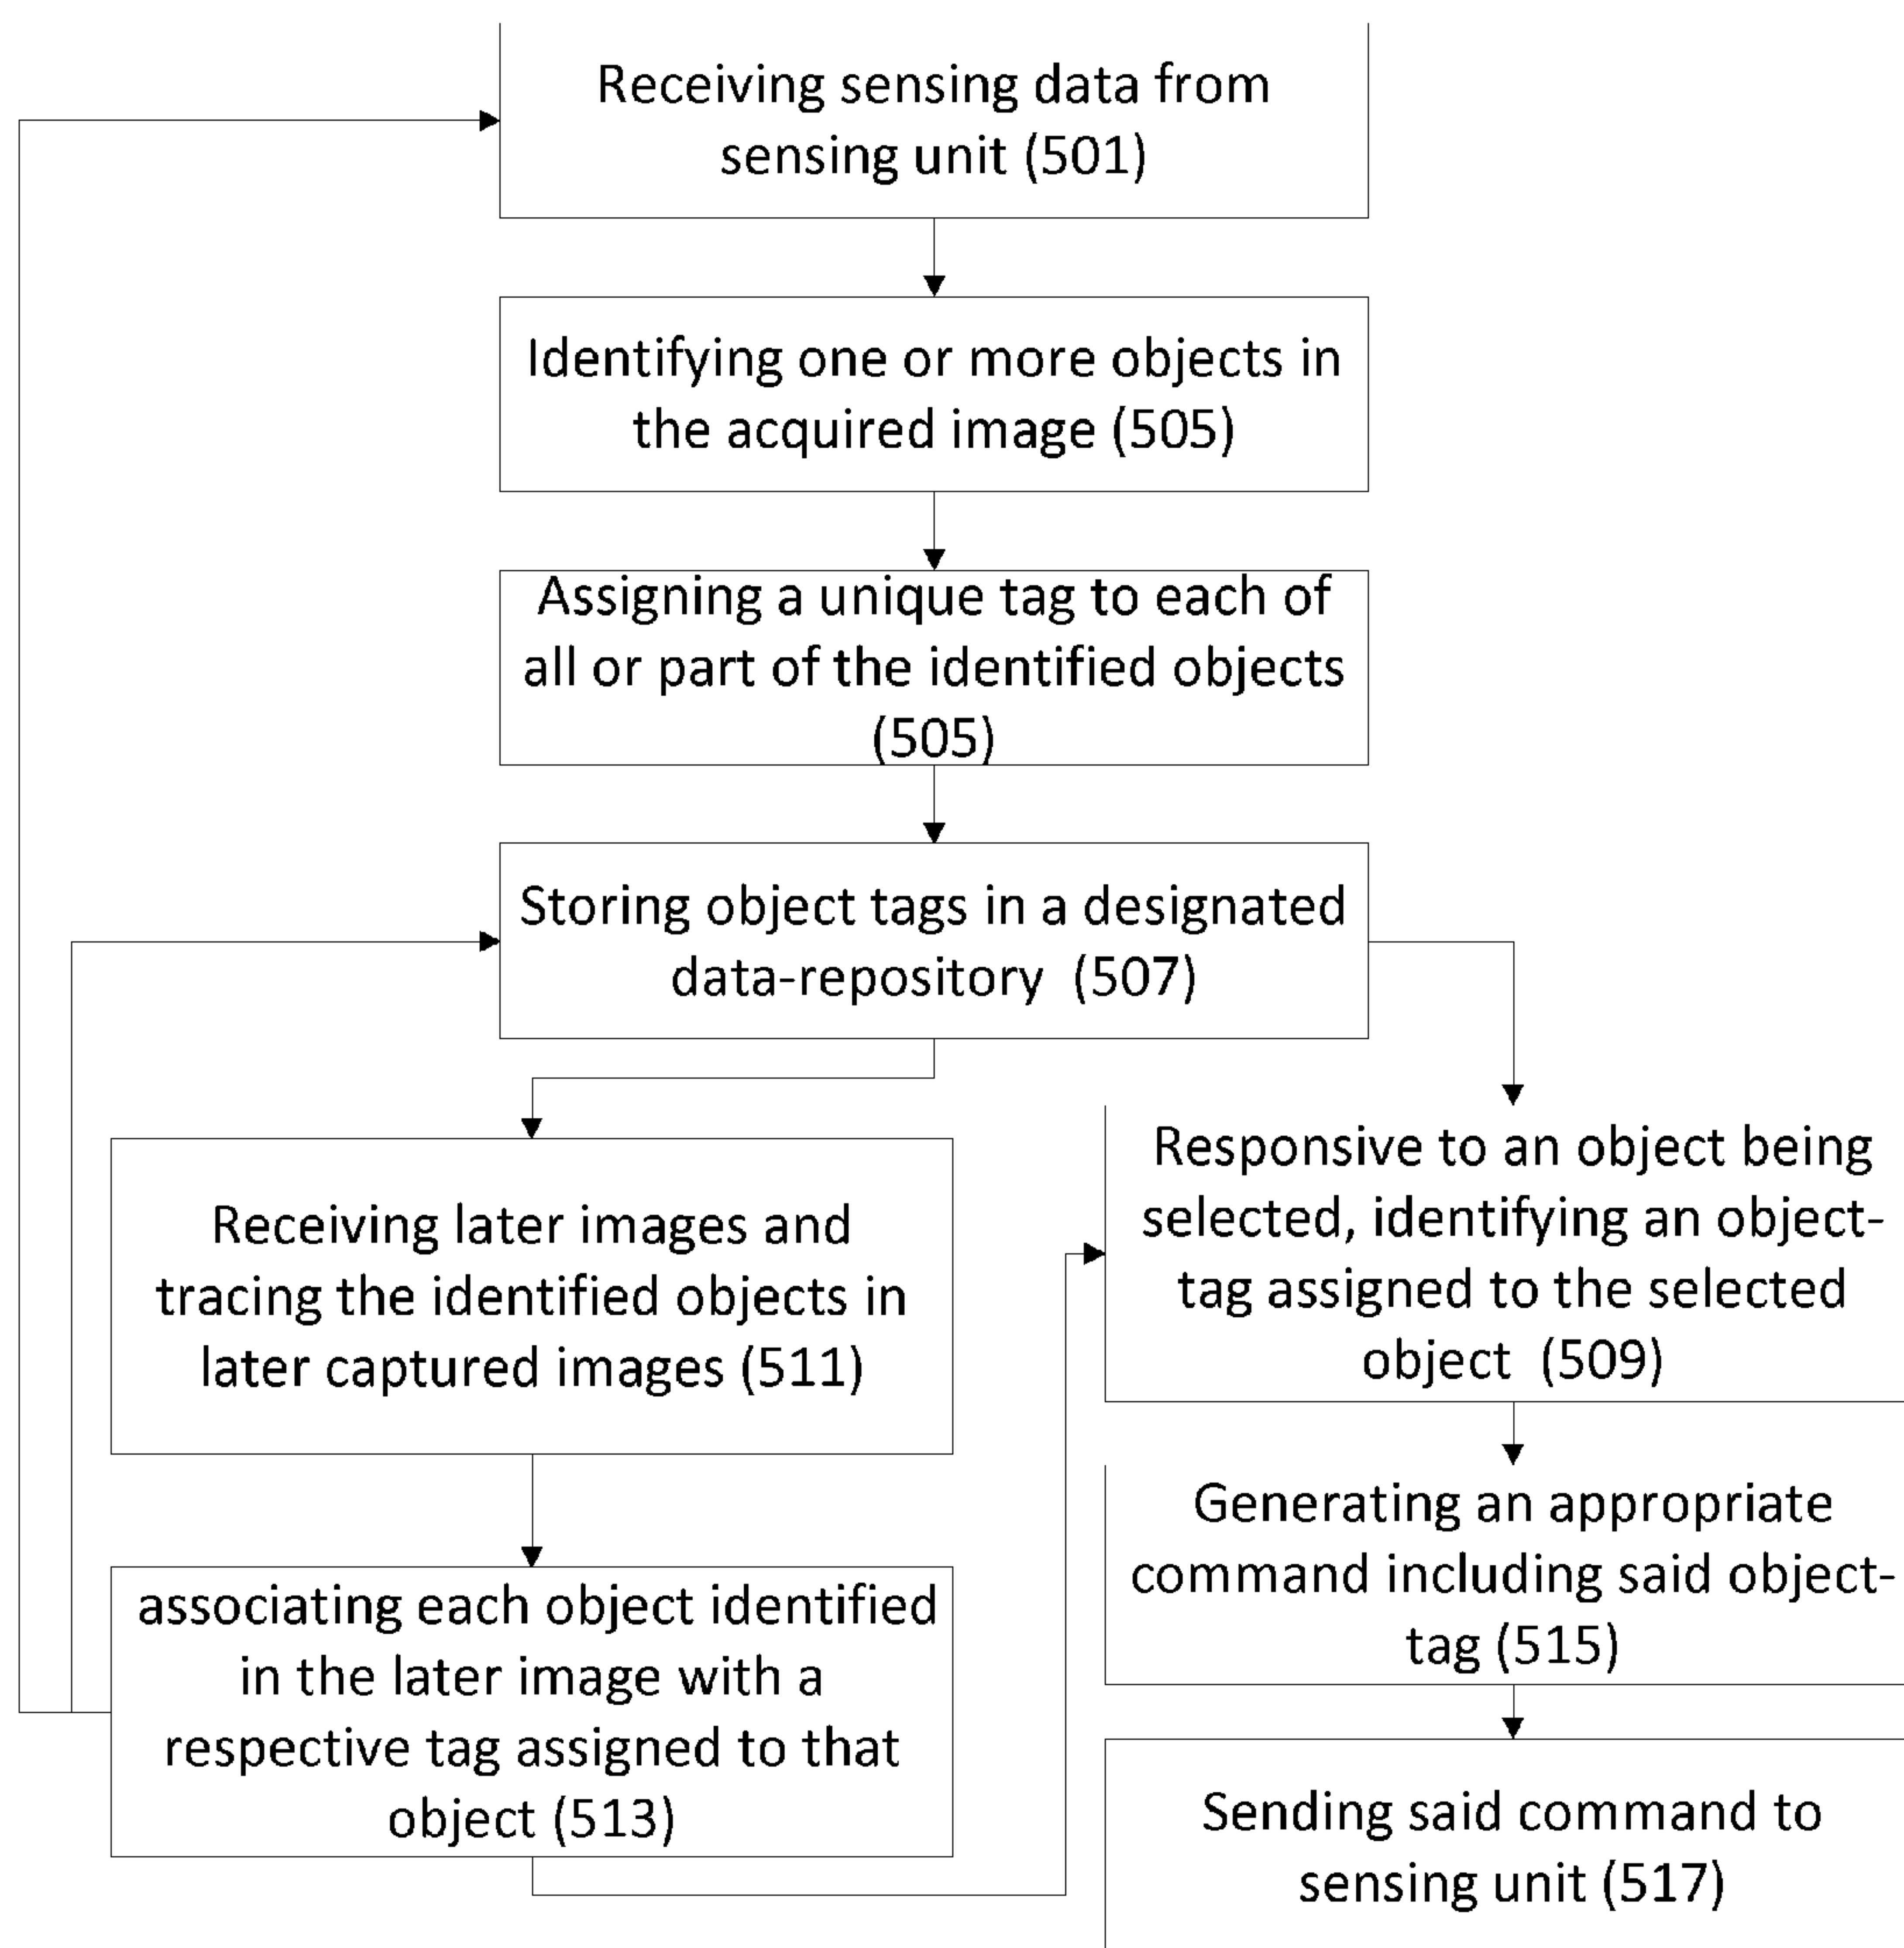 Receiving sensing data from
sensing unit (501)
Identifying one or more objects in
the acquired image (505)
Assigning a unique tag to each of
all or part of the identified objects
(505)
Storing object tags in a designated
data-repository  (507)
Receiving later images and
tracing the identified objects in
later captured images (511)
associating each object identified
in the later image with a
respective tag assigned to that
object (513)
Responsive to an object being
selected, identifying an object-
tag assigned to the selected
object  (509)
Generating an appropriate
command including said object-
tag (515)
Sending said command to
sensing unit (517)